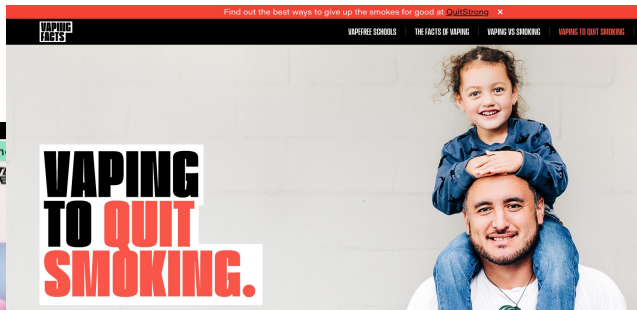 Find out the best ways to give up the smokes for good at QuitStrong ✕
VAPING
FACTS
VAPEFREE SCHOOLS
THE FACTS OF VAPING
VAPING VS SMOKING
VAPING TO QUIT SMOKING
VAPING
TO QUIT
SMOKING.